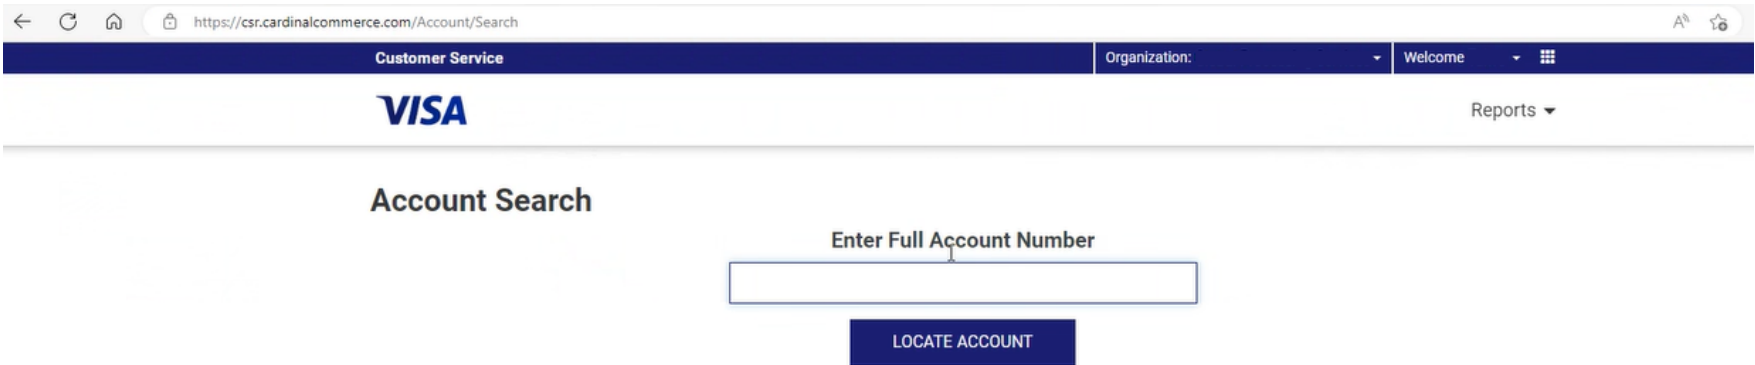 https://csr.cardinalcommerce.com/Account/Search
Customer Service Organization: Welcome
VISA Reports
Account Search
Enter Full Account Number
LOCATE ACCOUNT